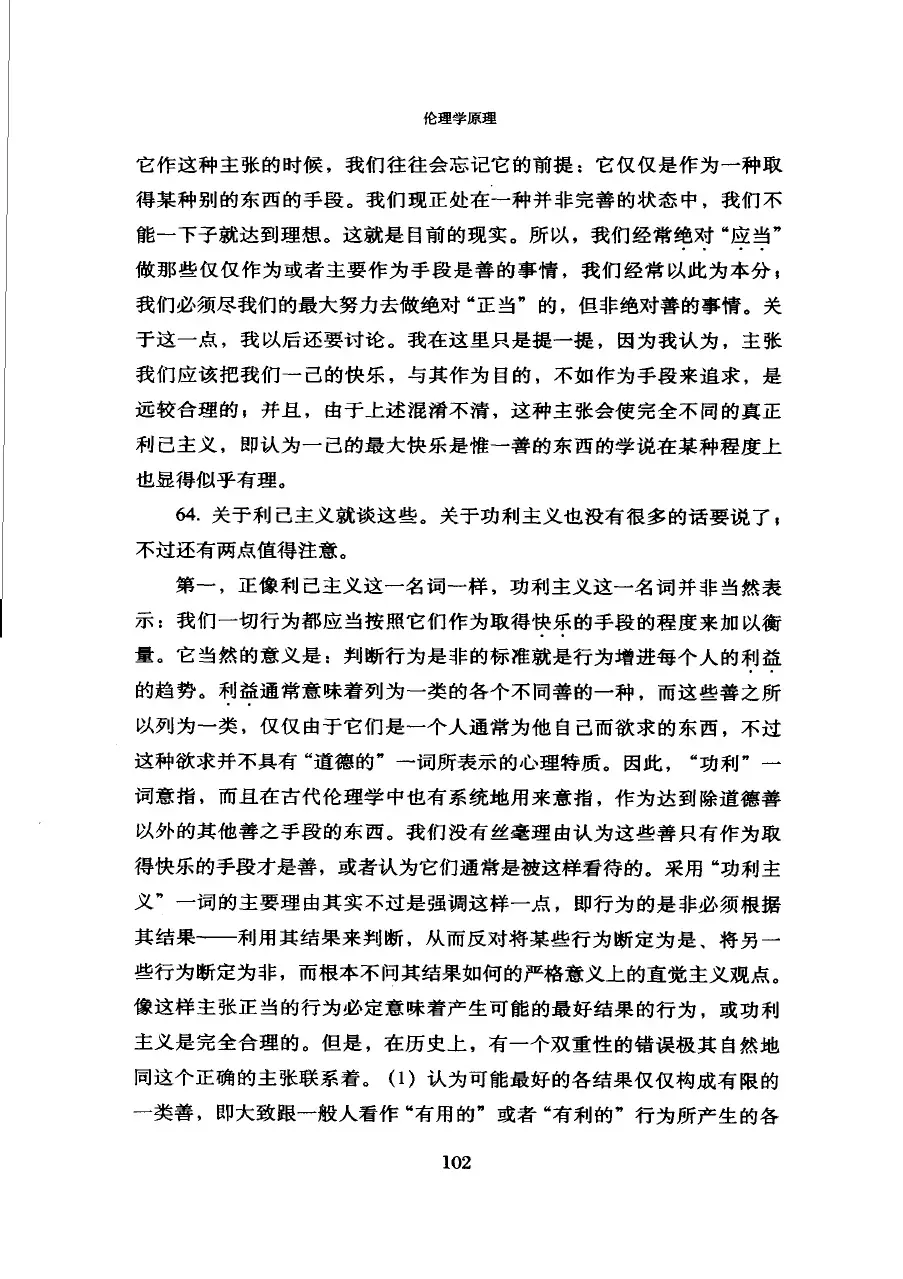 伦理学原理
它作这种主张的时候，我们往往会忘记它的前提：它仅仅是作为一种取
得某种别的东西的手段。我们现正处在一种并非完善的状态中，我们不
能一下子就达到理想。这就是目前的现实。所以，我们经常绝对“应当”
做那些仅仅作为或者主要作为手段是善的事情，我们经常以此为本分；
我们必须尽我们的最大努力去做绝对“正当”的，但非绝对善的事情。关
于这一点，我以后还要讨论。我在这里只是提一提，因为我认为，主张
我们应该把我们一己的快乐，与其作为目的，不如作为手段来追求，是
远较合理的；并且，由于上述混淆不清，这种主张会使完全不同的真正
利己主义，即认为一己的最大快乐是惟一善的东西的学说在某种程度上
也显得似乎有理。
64. 关于利己主义就谈这些。关于功利主义也没有很多的话要说了；
不过还有两点值得注意。
第一，正像利己主义这一名词一样，功利主义这一名词并非当然表
示：我们一切行为都应当按照它们作为取得快乐的手段的程度来加以衡
量。它当然的意义是：判断行为是非的标准就是行为增进每个人的利益
的趋势。利益通常意味着列为一类的各个不同善的一种，而这些善之所
以列为一类，仅仅由于它们是一个人通常为他自己而欲求的东西，不过
这种欲求并不具有“道德的”一词所表示的心理特质。因此，“功利”一
词意指，而且在古代伦理学中也有系统地用来意指，作为达到除道德善
以外的其他善之手段的东西。我们没有丝毫理由认为这些善只有作为取
得快乐的手段才是善，或者认为它们通常是被这样看待的。采用“功利主
义”一词的主要理由其实不过是强调这样一点，即行为的是非必须根据
其结果——利用其结果来判断，从而反对将某些行为断定为是、将另一
些行为断定为非，而根本不问其结果如何的严格意义上的直觉主义观点。
像这样主张正当的行为必定意味着产生可能的最好结果的行为，或功利
主义是完全合理的。但是，在历史上，有一个双重性的错误极其自然地
同这个正确的主张联系着。（1）认为可能最好的各结果仅仅构成有限的
一类善，即大致跟一般人看作“有用的”或者“有利的”行为所产生的各
102